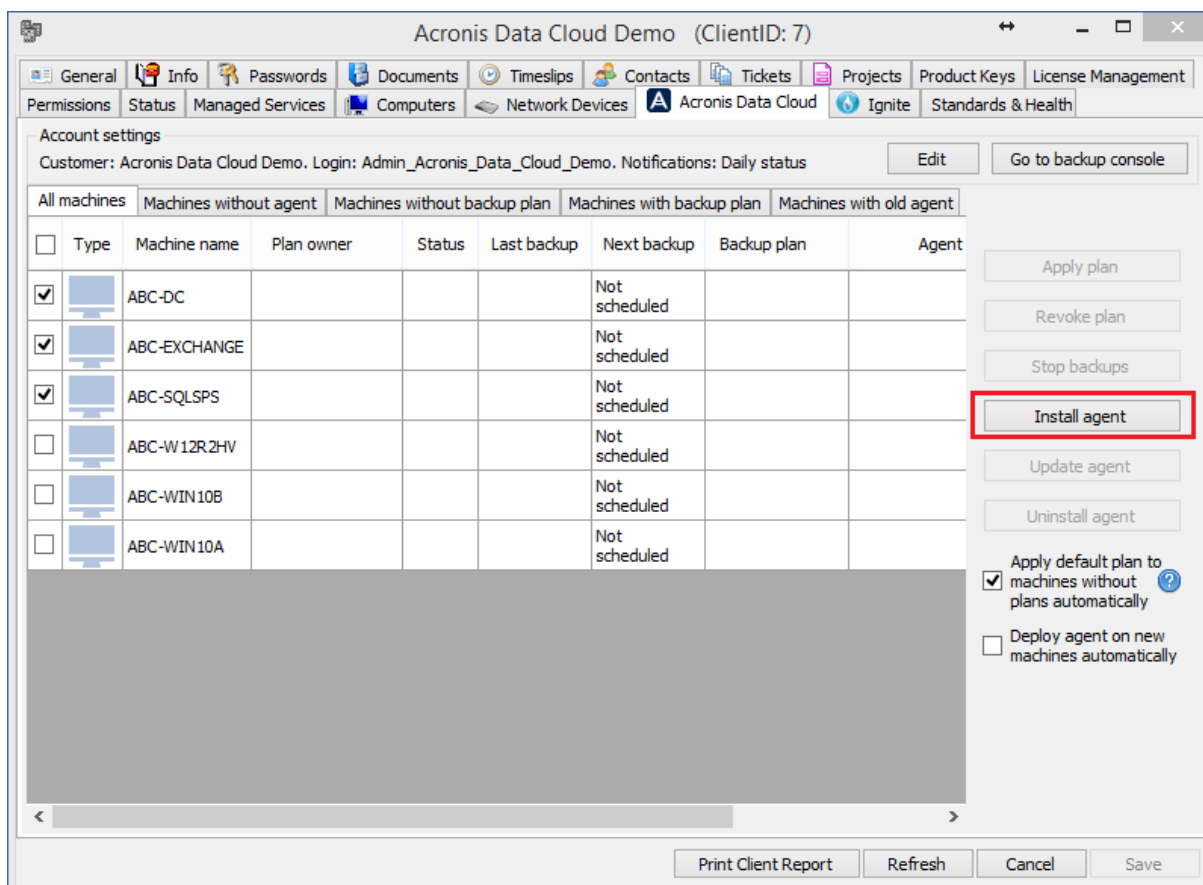 Acronis Data Cloud Demo (ClientID: 7)
General Info Passwords Documents Timeslips Contacts Tickets Projects Product Keys License Management
Permissions Status Managed Services Computers Network Devices A Acronis Data Cloud Ignite Standards & Health
Account settings
Customer: Acronis Data Cloud Demo. Login: Admin_Acronis_Data_Cloud_Demo. Notifications: Daily status Edit Go to backup console
All machines Machines without agent Machines without backup plan Machines with backup plan Machines with old agent
Type Machine name Plan owner Status Last backup Next backup Backup plan Agent
ABC-DC Not
scheduled
ABC-EXCHANGE Not
scheduled
ABC-SQLSPS Not
scheduled
ABC-W12R2HV Not
scheduled
ABC-WIN10B Not
scheduled
ABC-WIN10A Not
scheduled
Apply plan
Revoke plan
Stop backups
Install agent
Update agent
Uninstall agent
Apply default plan to
machines without ?
plans automatically
Deploy agent on new
machines automatically
Print Client Report Refresh Cancel Save